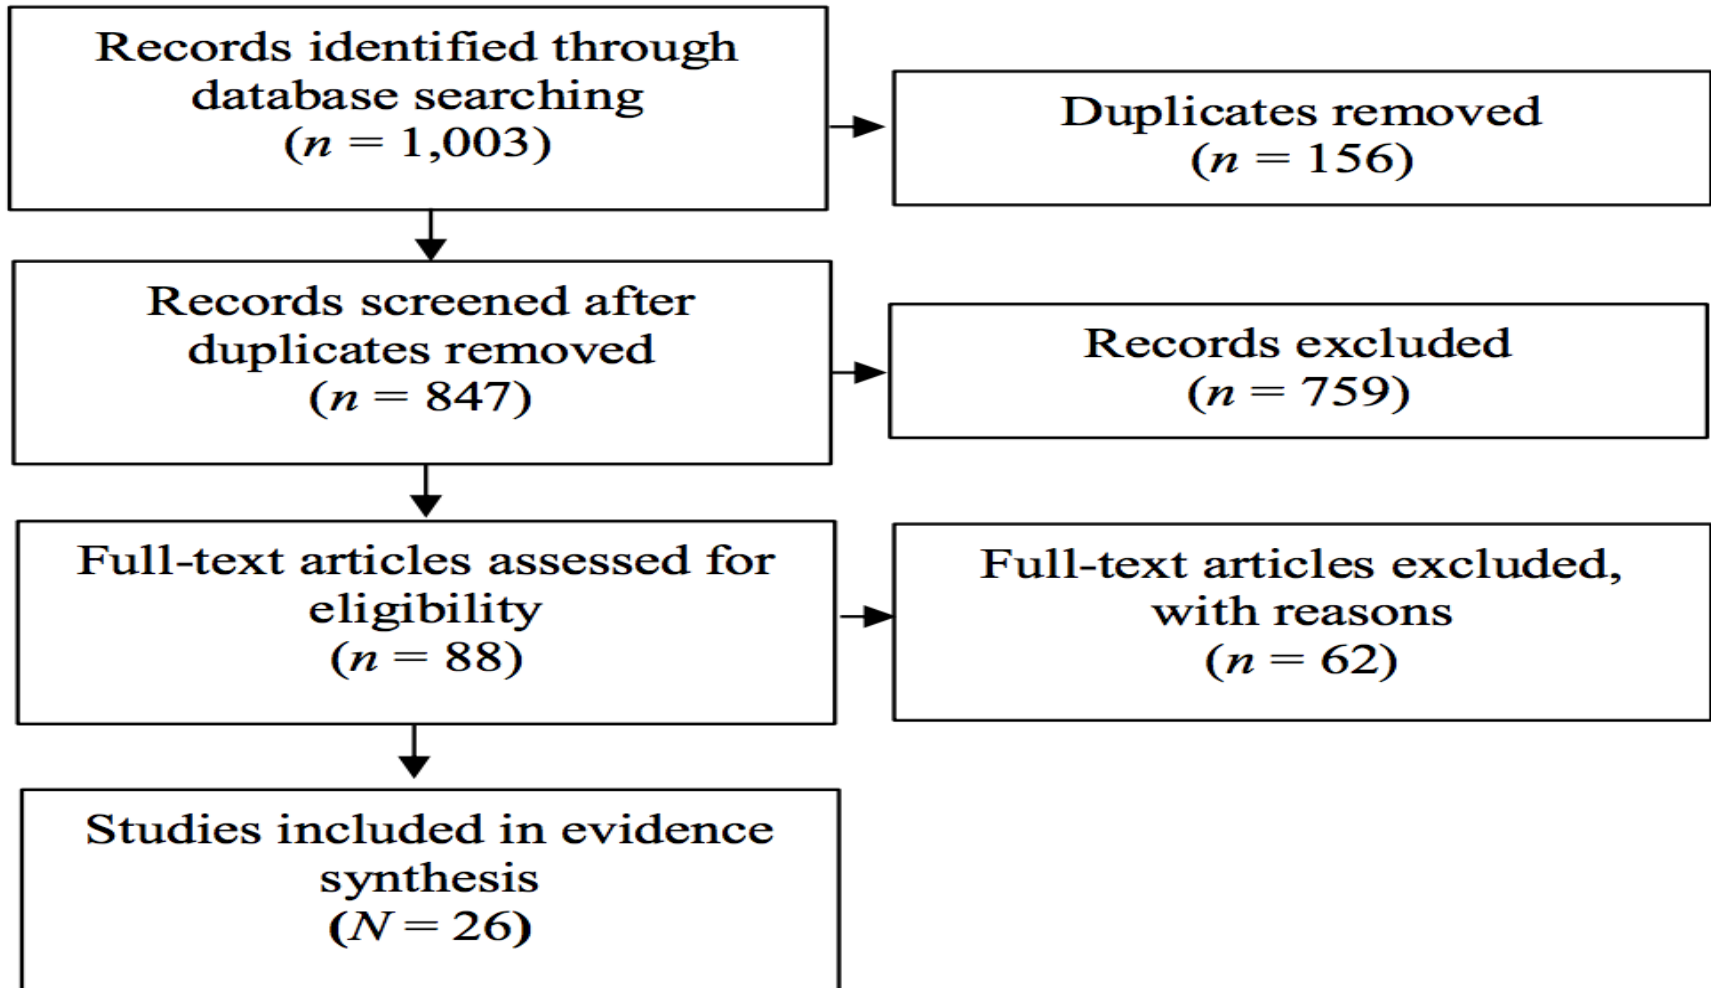 Records identified through
database searching
(n = 1,003)
Duplicates removed
(n = 156)
Records screened after
duplicates removed
(n = 847)
Records excluded
(n = 759)
Full-text articles assessed for
eligibility
(n = 88)
Full-text articles excluded,
with reasons
(n = 62)
Studies included in evidence
synthesis
(N = 26)